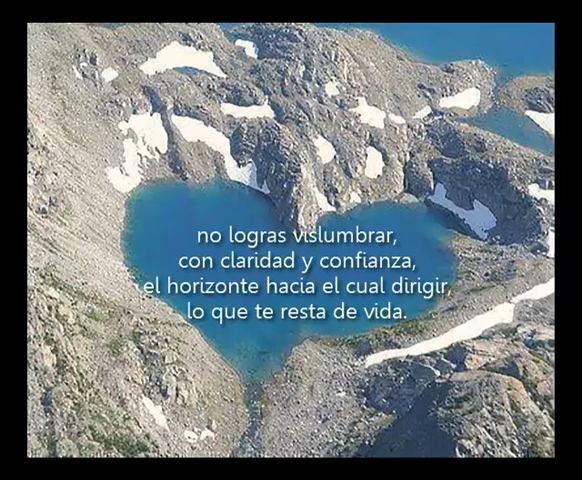 no logras vislumbrar,
con claridad y confianza,
el horizonte hacia el cual dirigir,
lo que te resta de vida.